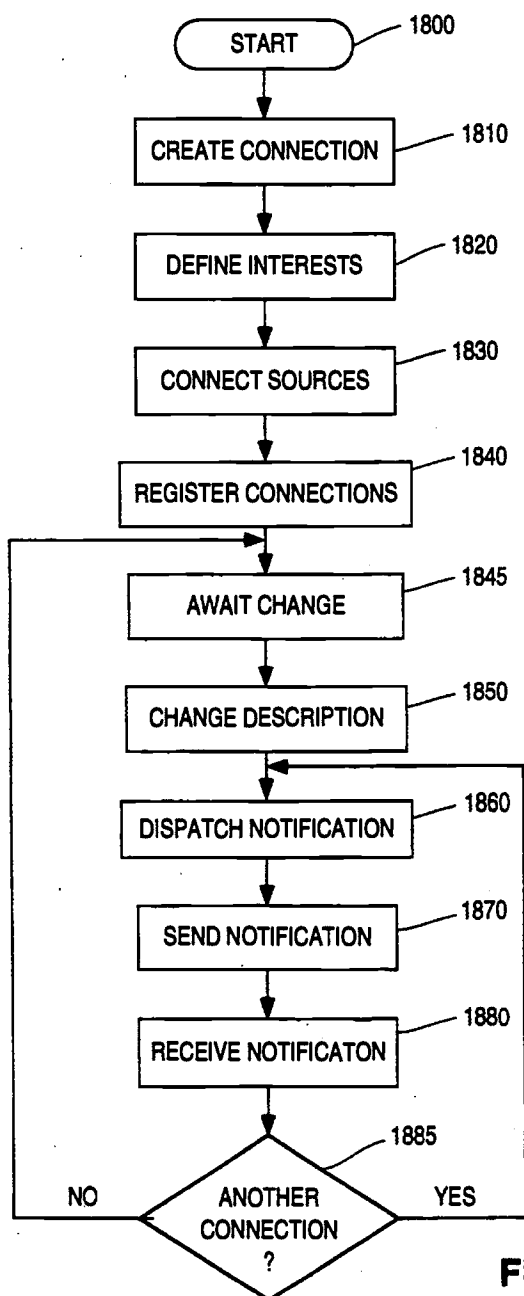 START
1800
CREATE CONNECTION
1810
DEFINE INTERESTS
1820
CONNECT SOURCES
1830
REGISTER CONNECTIONS
1840
AWAIT CHANGE
1845
CHANGE DESCRIPTION
1850
DISPATCH NOTIFICATION
1860
SEND NOTIFICATION
1870
RECEIVE NOTIFICATON
1880
1885
NO
ANOTHER
CONNECTION
?
YES